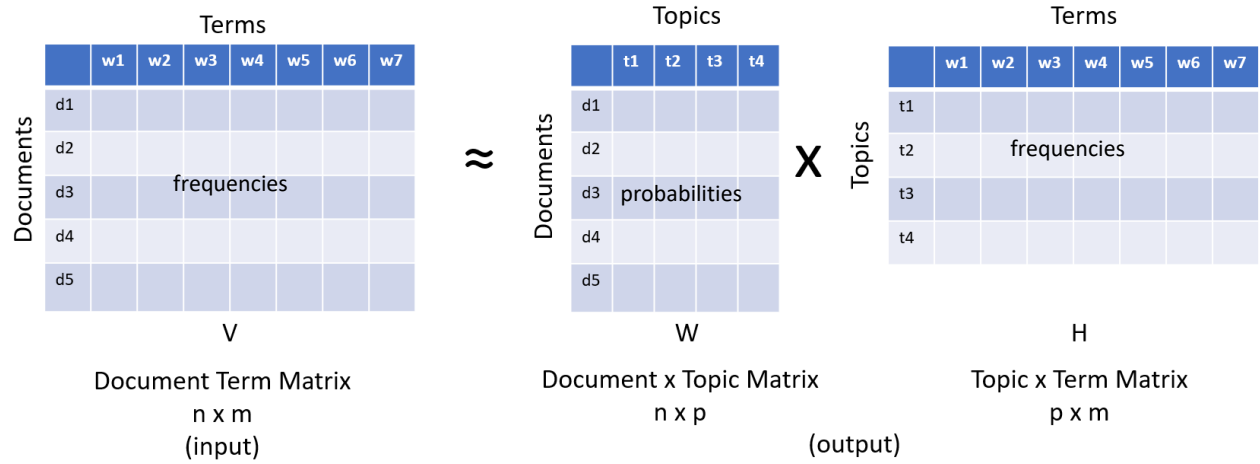 Terms
w1 w2 w3 w4 w5 w6 w7
Documents
d1
d2
d3
d4
d5
frequencies
V
Document Term Matrix
n x m
(input)
≈
Topics
t1 t2 t3 t4
Documents
d1
d2
d3
d4
d5
probabilities
W
Document x Topic Matrix
n x p
X
Terms
w1 w2 w3 w4 w5 w6 w7
Topics
t1
t2
t3
t4
frequencies
H
Topic x Term Matrix
p x m
(output)